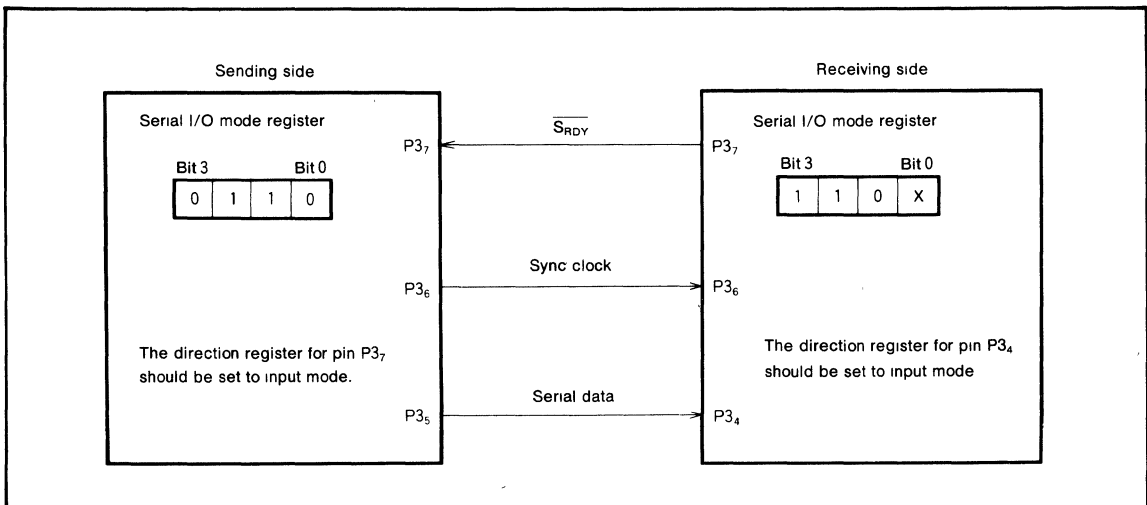 Sending side
Serial I/O mode register
Bit 3 Bit 0
0 1 1 0
The direction register for pin P3₇
should be set to input mode.
P3₇
P3₆
P3₅
S̅R̅D̅Y̅
Sync clock
Serial data
Receiving side
Serial I/O mode register
Bit 3 Bit 0
1 1 0 X
The direction register for pin P3₄
should be set to input mode
P3₇
P3₆
P3₄